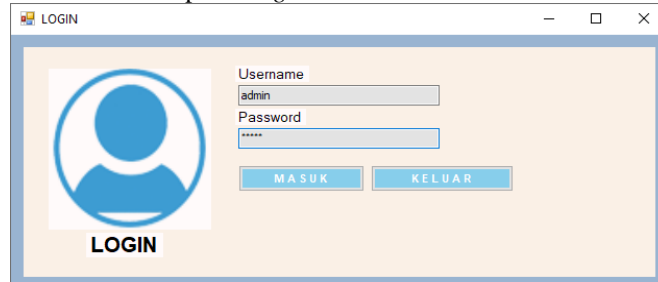 LOGIN
Username
admin
Password
*****
MASUK KELUAR
LOGIN